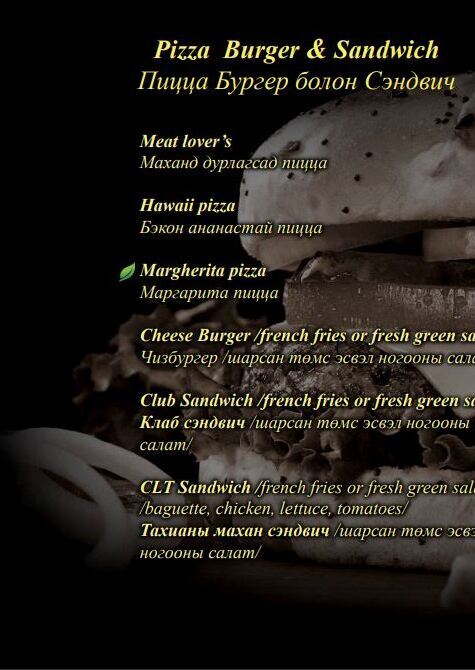 Pizza Burger & Sandwich
Пицца Бургер болон Сэндвич
Meat lover's
Маханд дурлагсад пицца
Hawaii pizza
Бэкон ананастай пицца
Margherita pizza
Маргарита пицца
Cheese Burger /french fries or fresh green
Чизбургер /шарсан төмс эсвэл ногооны
Club Sandwich /french fries or fresh green
Клаб сэндвич /шарсан төмс эсвэл ногооны
салат/
CLT Sandwich /french fries or fresh green
/baguette, chicken, lettuce, tomatoes/
Тахианы махан сэндвич /шарсан төмс
ногооны салат/